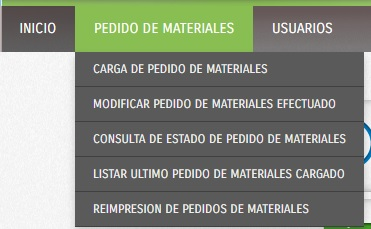 INICIO
PEDIDO DE MATERIALES
USUARIOS
CARGA DE PEDIDO DE MATERIALES
MODIFICAR PEDIDO DE MATERIALES EFECTUADO
CONSULTA DE ESTADO DE PEDIDO DE MATERIALES
LISTAR ULTIMO PEDIDO DE MATERIALES CARGADO
REIMPRESION DE PEDIDOS DE MATERIALES